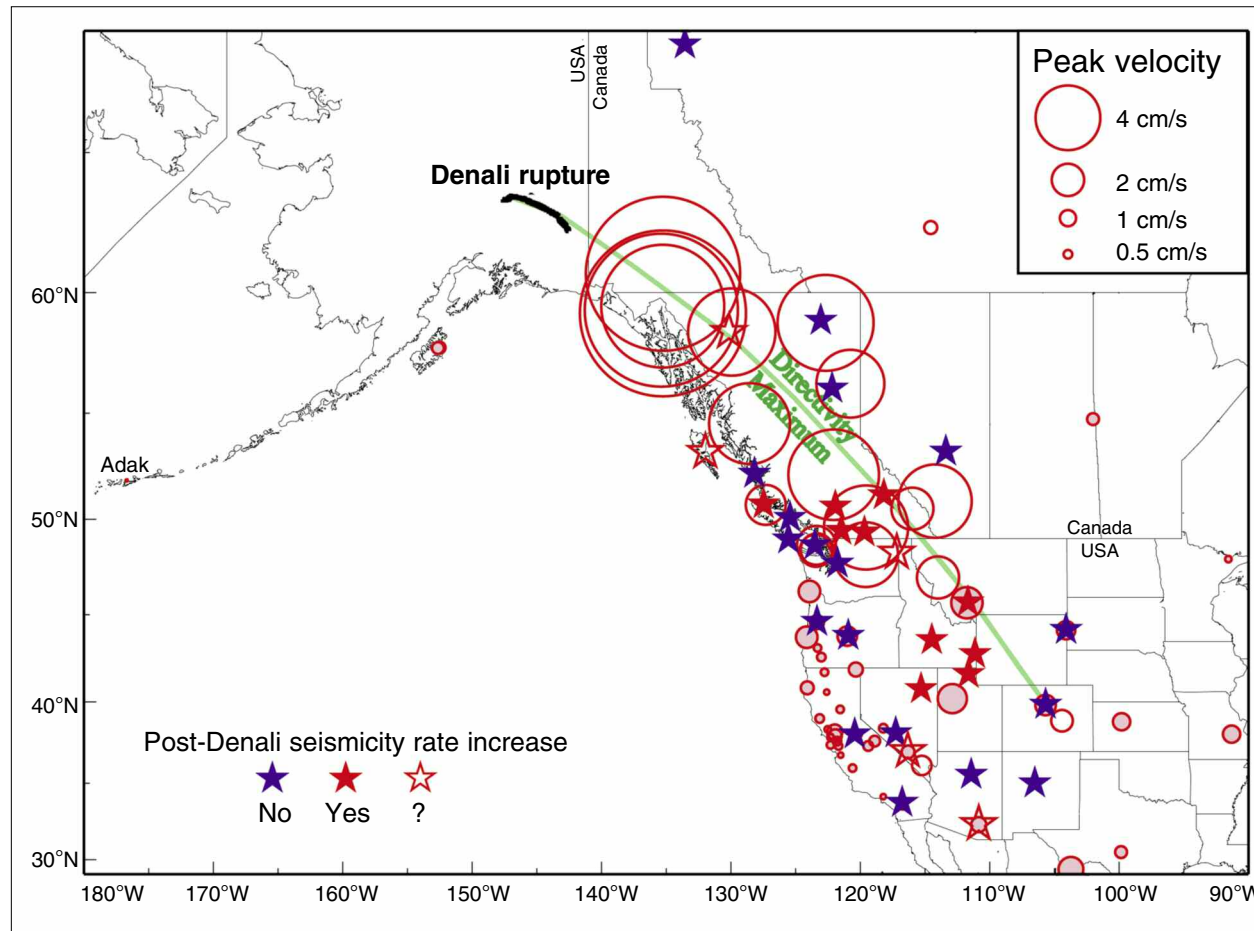 USA
Canada
Peak velocity
4 cm/s
2 cm/s
1 cm/s
0.5 cm/s
Denali rupture
60°N
Directivity
Maximum
Adak
50°N
Canada
USA
40°N
Post-Denali seismicity rate increase
No Yes ?
30°N
180°W 170°W 160°W 150°W 140°W 130°W 120°W 110°W 100°W 90°W